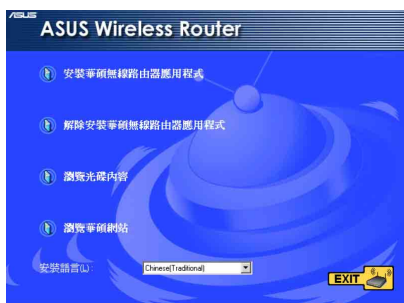 ASUS
ASUS Wireless Router
安裝華碩無線路由器應用程式
解除安裝華碩無線路由器應用程式
瀏覽光碟內容
瀏覽華碩網站
安裝語言(L):
Chinese(Traditional)
EXIT